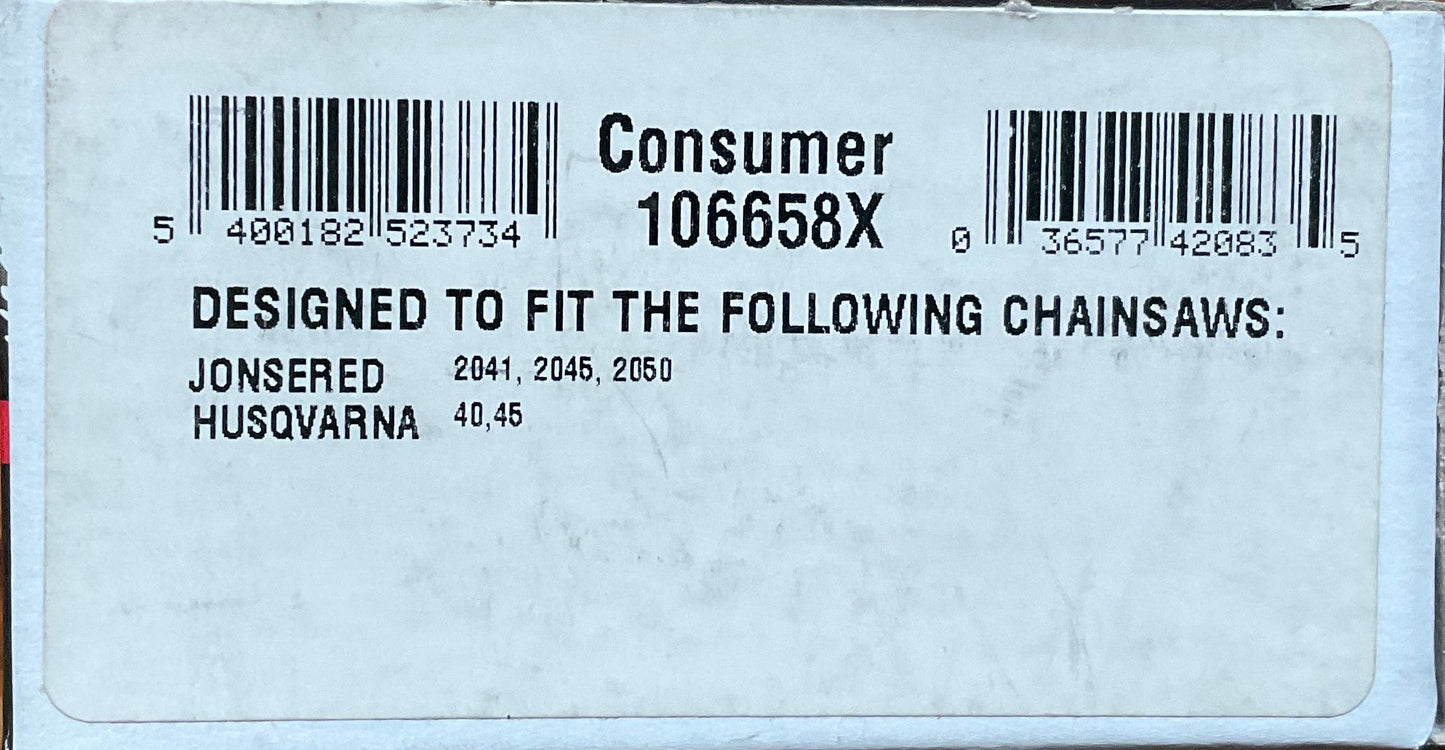 Consumer
106658X
5 400182 523734
0 36577 42083 5
DESIGNED TO FIT THE FOLLOWING CHAINSAWS:
JONSERED 2041, 2045, 2050
HUSQVARNA 40,45